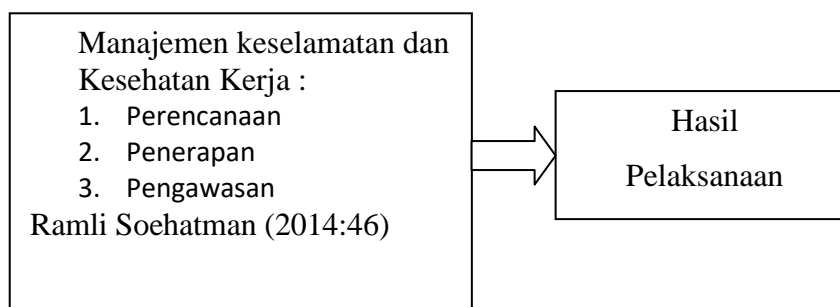 Manajemen keselamatan dan
Kesehatan Kerja :
1. Perencanaan
2. Penerapan
3. Pengawasan
Ramli Soehatman (2014:46)
Hasil
Pelaksanaan